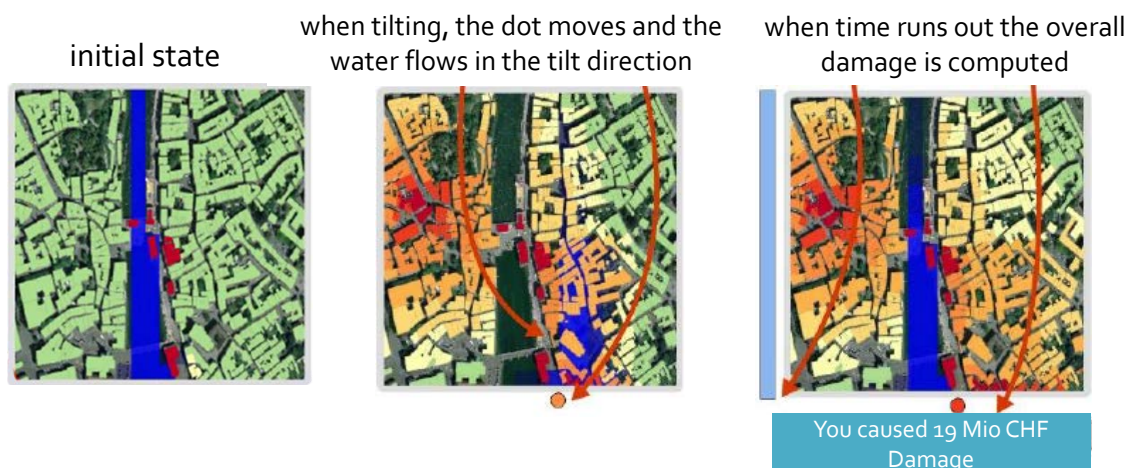 initial state
when tilting, the dot moves and the
water flows in the tilt direction
when time runs out the overall
damage is computed
You caused 19 Mio CHF
Damage